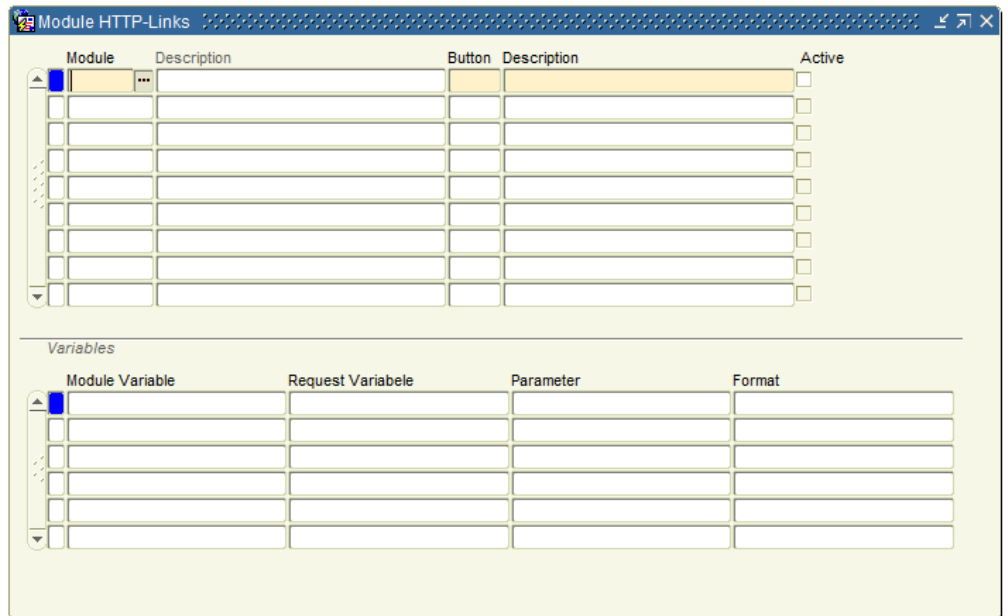 Module HTTP-Links
Module Description Button Description Active
...
Variables
Module Variable Request Variabele Parameter Format